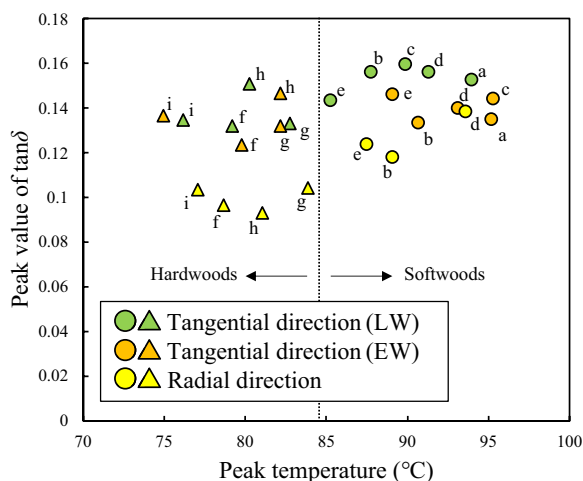 Peak value of tanδ
0.18
0.16
0.14
0.12
0.1
0.08
0.06
0.04
0.02
0
b
c
d
a
e
h
h
i
i
f
g
g
f
e
d
c
b
d
a
e
b
i
f
h
g
Hardwoods
Softwoods
Tangential direction (LW)
Tangential direction (EW)
Radial direction
70
75
80
85
90
95
100
Peak temperature (℃)